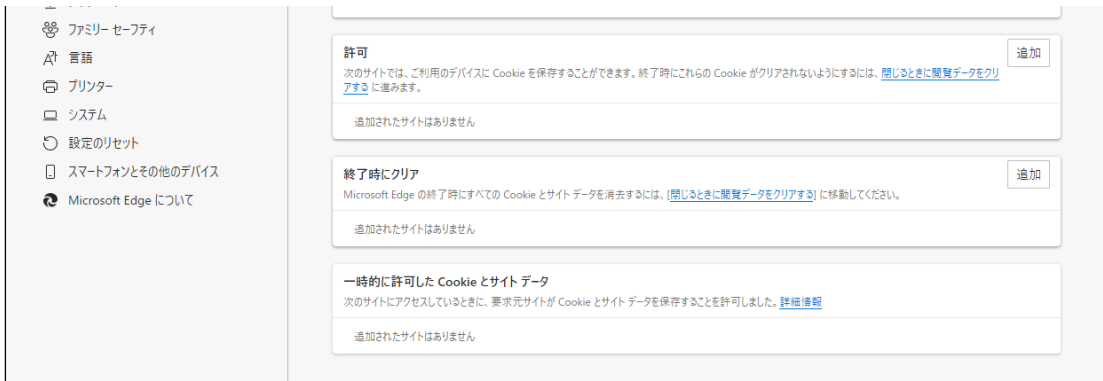 ファミリー セーフティ
言語
プリンター
システム
設定のリセット
スマートフォンとその他のデバイス
Microsoft Edge について
許可
追加
次のサイトでは、ご利用のデバイスに Cookie を保存することができます。終了時にこれらの Cookie がクリアされないようにするには、閉じるときに閲覧データをクリ
アする に進みます。
追加されたサイトはありません
終了時にクリア
追加
Microsoft Edge の終了時にすべての Cookie とサイト データを消去するには、[閉じるときに閲覧データをクリアする] に移動してください。
追加されたサイトはありません
一時的に許可した Cookie とサイト データ
次のサイトにアクセスしているときに、要求元サイトが Cookie とサイト データを保存することを許可しました。詳細情報
追加されたサイトはありません